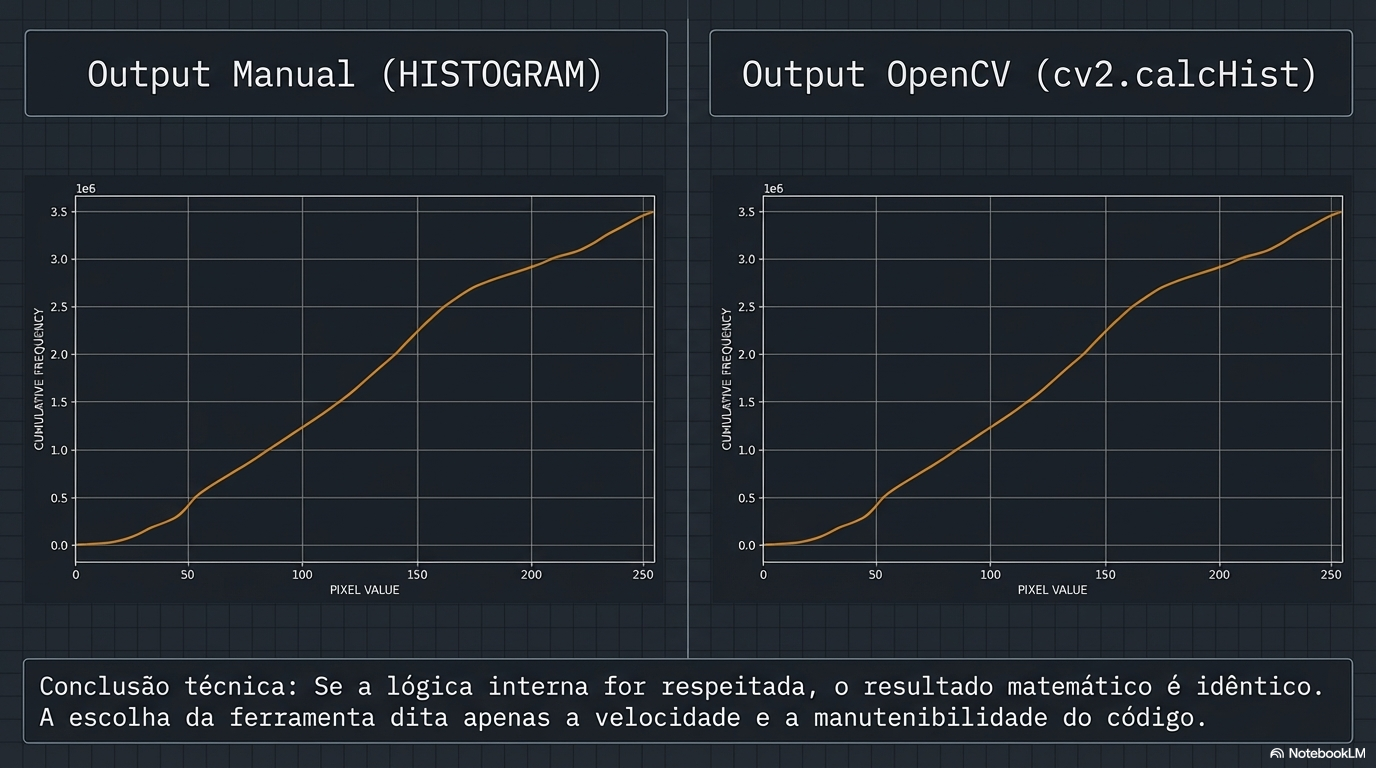 Output Manual (HISTOGRAM)
1e6
3.5
3.0
2.5
2.0
1.5
1.0
0.5
0.0
CUMULATIVE FREQUENCY
0 50 100 150 200 250
PIXEL VALUE
Output OpenCV (cv2.calcHist)
1e6
3.5
3.0
2.5
2.0
1.5
1.0
0.5
0.0
CUMULATIVE FREQUENCY
0 50 100 150 200 250
PIXEL VALUE
Conclusão técnica: Se a lógica interna for respeitada, o resultado matemático é idêntico.
A escolha da ferramenta dita apenas a velocidade e a manutenibilidade do código.
NotebookLM